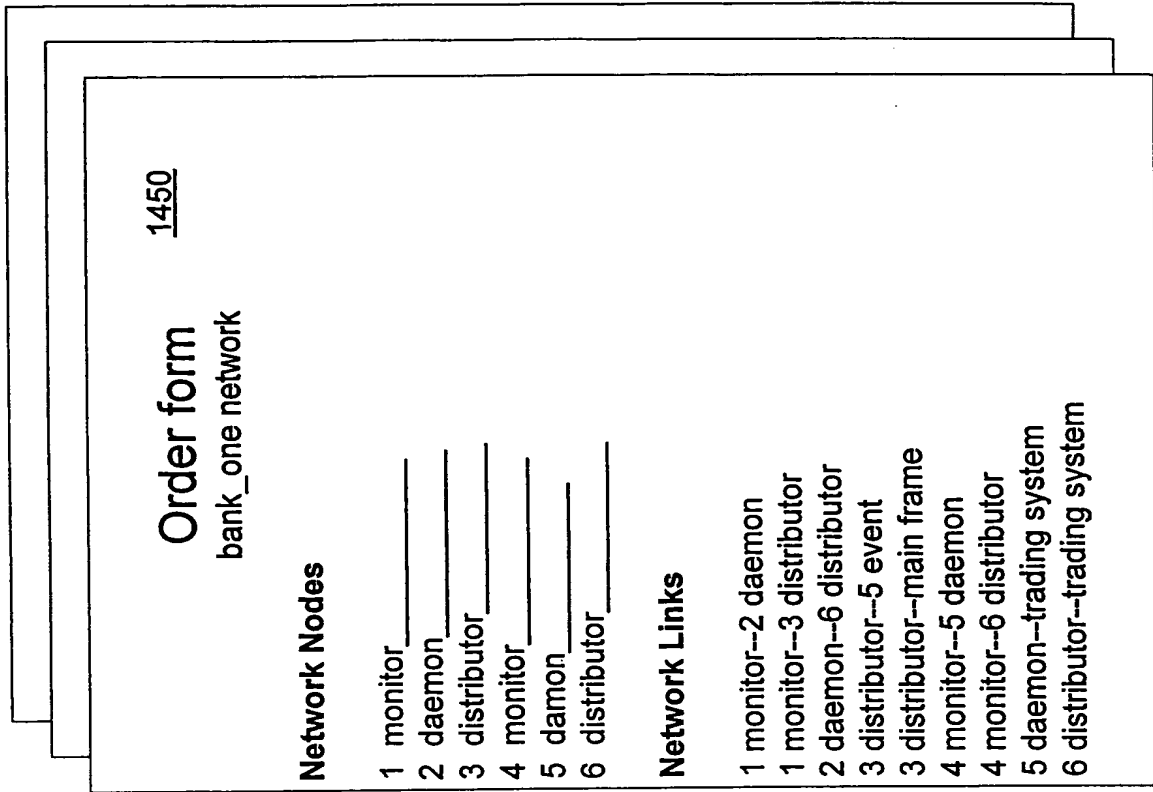 Order form 1450
bank_one network
Network Nodes
1 monitor
2 daemon
3 distributor
4 monitor
5 damon
6 distributor
Network Links
1 monitor--2 daemon
1 monitor--3 distributor
2 daemon--6 distributor
3 distributor--5 event
3 distributor--main frame
4 monitor--5 daemon
4 monitor--6 distributor
5 daemon--trading system
6 distributor--trading system